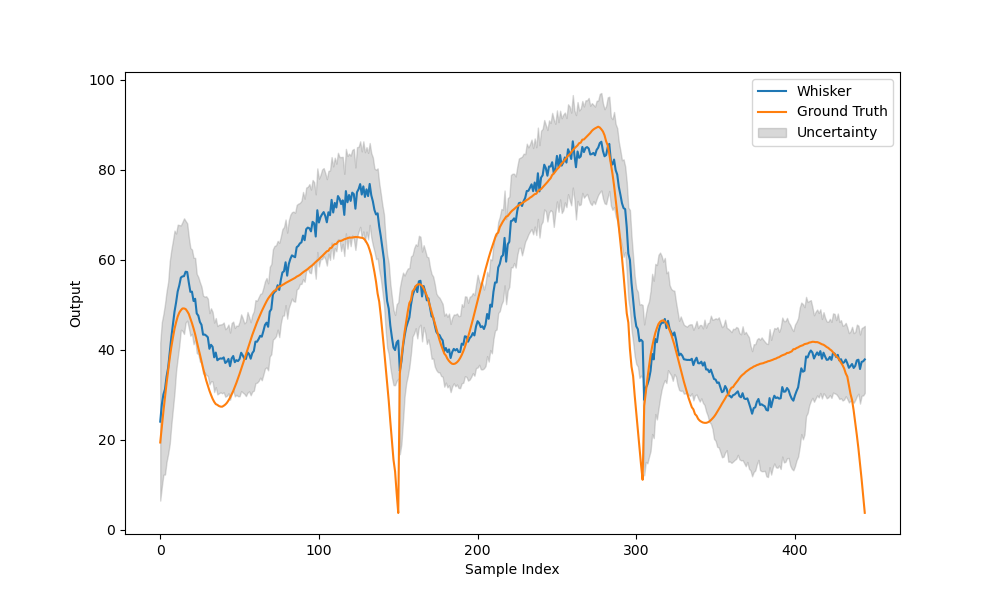 100
80
60
40
20
0
Output
0 100 200 300 400
Sample Index
Whisker
Ground Truth
Uncertainty